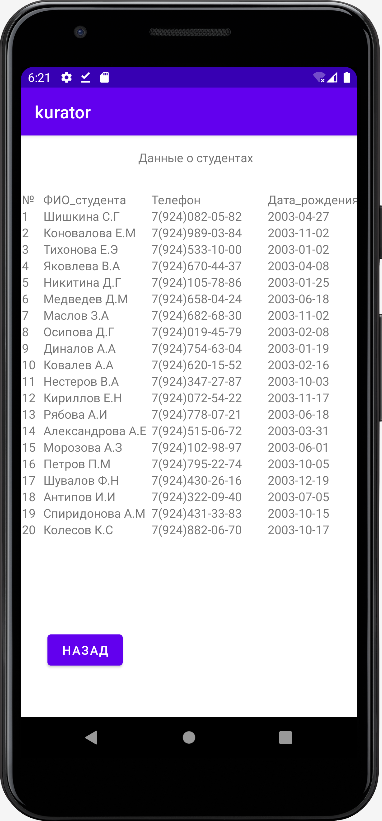 6:21
kurator
Данные о студентах
№ ФИО_студента Телефон Дата_рождения
1 Шишкина С.Г 7(924)082-05-82 2003-04-27
2 Коновалова Е.М 7(924)989-03-84 2003-11-02
3 Тихонова Е.Э 7(924)533-10-00 2003-01-02
4 Яковлева В.А 7(924)670-44-37 2003-04-08
5 Никитина Д.Г 7(924)105-78-86 2003-01-25
6 Медведев Д.М 7(924)658-04-24 2003-06-18
7 Маслов З.А 7(924)682-68-30 2003-11-02
8 Осипова Д.Г 7(924)019-45-79 2003-02-08
9 Диналов А.А 7(924)754-63-04 2003-01-19
10 Ковалев А.А 7(924)620-15-52 2003-02-16
11 Нестеров В.А 7(924)347-27-87 2003-10-03
12 Кириллов Е.Н 7(924)072-54-22 2003-11-17
13 Рябова А.И 7(924)778-07-21 2003-06-18
14 Александрова А.Е 7(924)515-06-72 2003-03-31
15 Морозова А.З 7(924)102-98-97 2003-06-01
16 Петров П.М 7(924)795-22-74 2003-10-05
17 Шувалов Ф.Н 7(924)430-26-16 2003-12-19
18 Антипов И.И 7(924)322-09-40 2003-07-05
19 Спиридонова А.М 7(924)431-33-83 2003-10-15
20 Колесов К.С 7(924)882-06-70 2003-10-17
НАЗАД